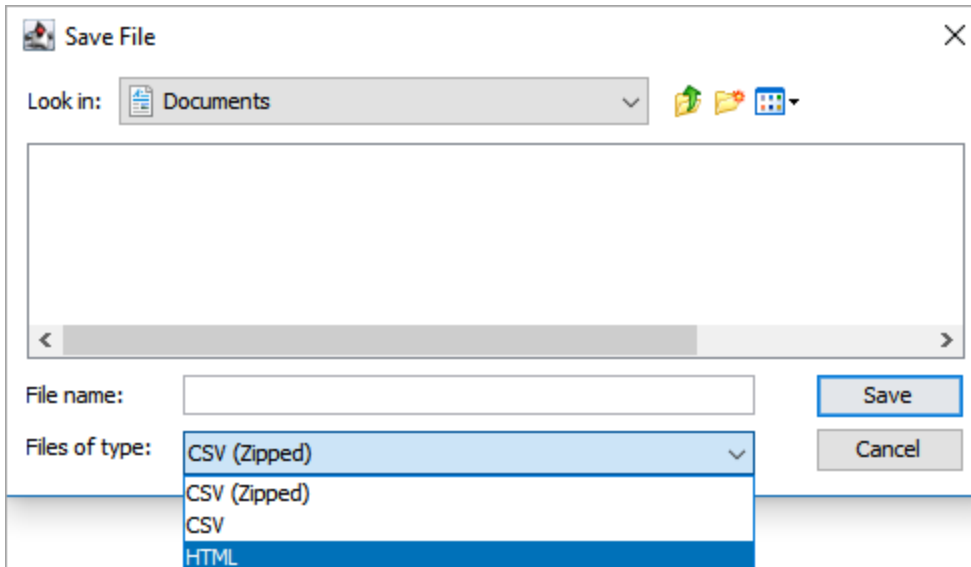 Save File
Look in: Documents
File name:
Save
Files of type: CSV (Zipped)
Cancel
CSV (Zipped)
CSV
HTML